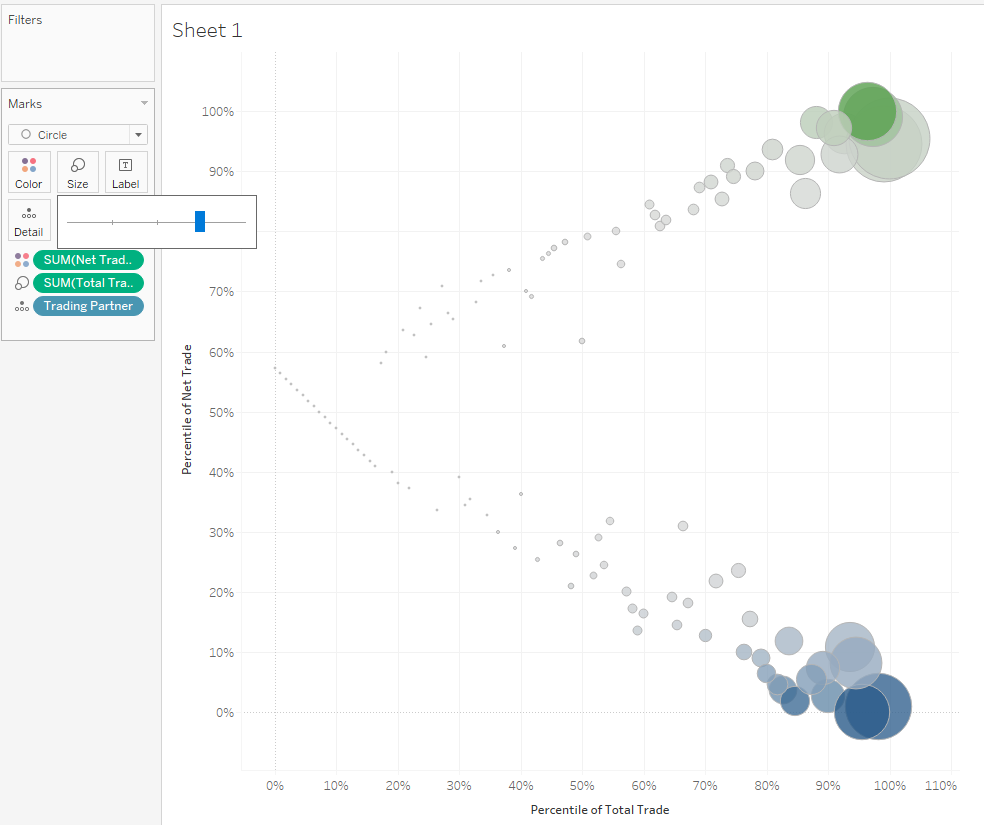 Filters
Marks
Circle
Color
Size
Label
Detail
SUM(Net Trad..
SUM(Total Tra..
Trading Partner
Sheet 1
Percentile of Net Trade
100%
90%
70%
60%
50%
40%
30%
20%
10%
0%
0% 10% 20% 30% 40% 50% 60% 70% 80% 90% 100% 110%
Percentile of Total Trade